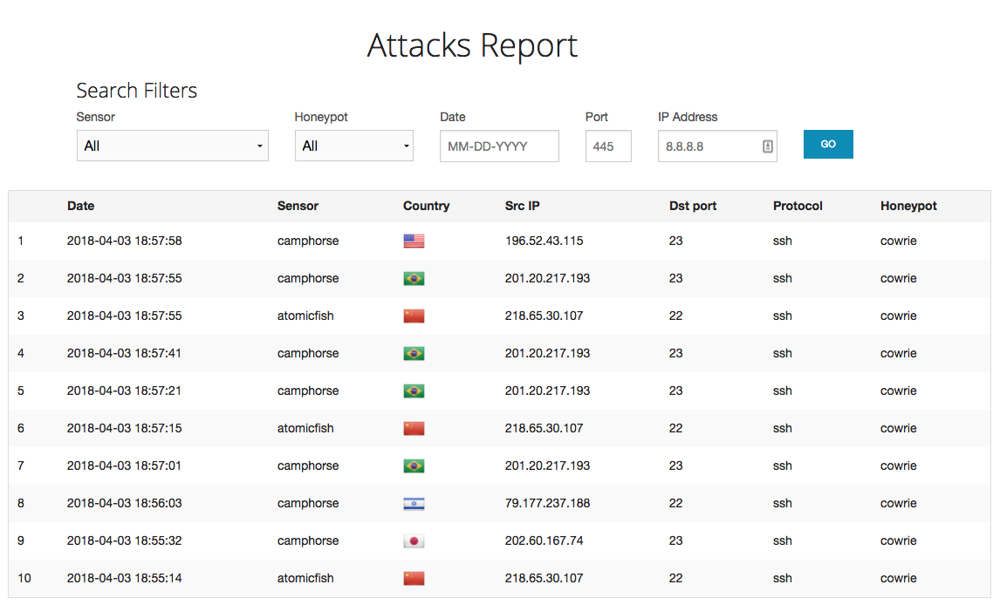 Attacks Report
Search Filters
Sensor Honeypot Date Port IP Address
All All MM-DD-YYYY 445 8.8.8.8 GO
Date Sensor Country Src IP Dst port Protocol Honeypot
1 2018-04-03 18:57:58 camphorse 196.52.43.115 23 ssh cowrie
2 2018-04-03 18:57:55 camphorse 201.20.217.193 23 ssh cowrie
3 2018-04-03 18:57:55 atomicfish 218.65.30.107 22 ssh cowrie
4 2018-04-03 18:57:41 camphorse 201.20.217.193 23 ssh cowrie
5 2018-04-03 18:57:21 camphorse 201.20.217.193 23 ssh cowrie
6 2018-04-03 18:57:15 atomicfish 218.65.30.107 22 ssh cowrie
7 2018-04-03 18:57:01 camphorse 201.20.217.193 23 ssh cowrie
8 2018-04-03 18:56:03 camphorse 79.177.237.188 22 ssh cowrie
9 2018-04-03 18:55:32 camphorse 202.60.167.74 23 ssh cowrie
10 2018-04-03 18:55:14 atomicfish 218.65.30.107 22 ssh cowrie